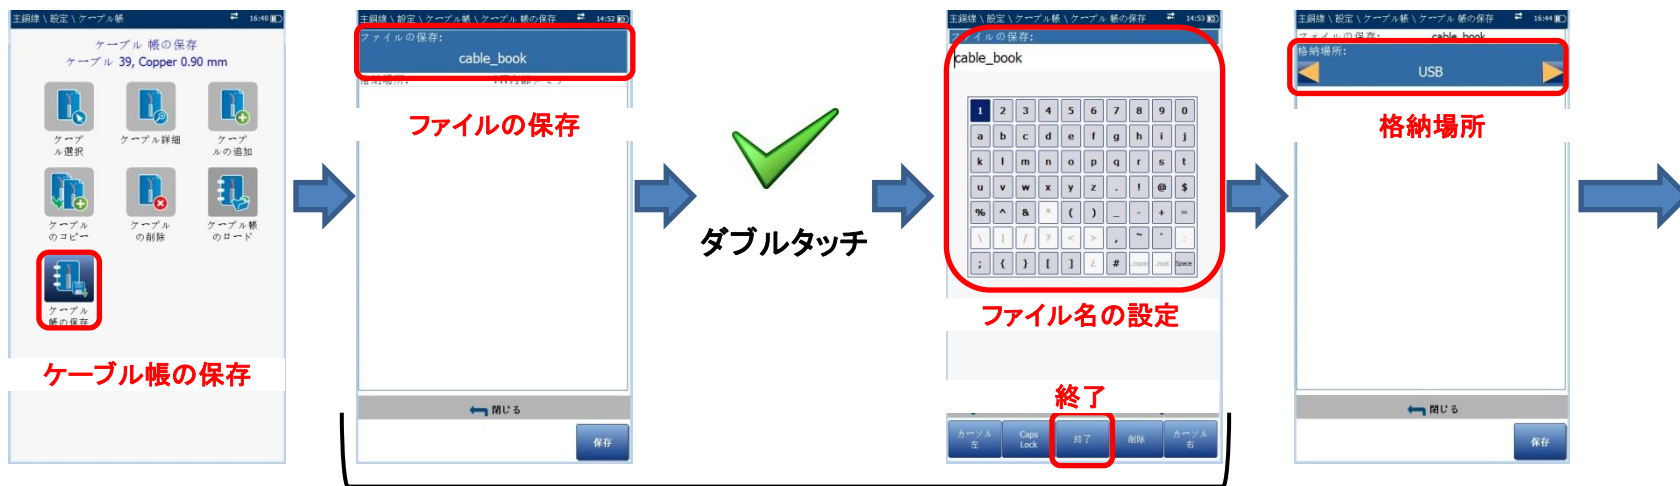 主銅線 \ 設定 \ ケーブル帳
16:40
ケーブル 帳の保存
ケーブル 39, Copper 0.90 mm
ケーブ
ル選択
ケーブル詳細
ケーブ
ルの追加
ケーブル
のコピー
ケーブル
の削除
ケーブル帳
のロード
ケーブル
帳の保存
ケーブル帳の保存
主銅線 \ 設定 \ ケーブル帳 \ ケーブル 帳の保存
14:52
ファイルの保存:
cable_book
格納場所:
ファイルの保存
閉じる
保存
ダブルタッチ
主銅線 \ 設定 \ ケーブル帳 \ ケーブル 帳の保存
14:53
ファイルの保存:
cable_book
1 2 3 4 5 6 7 8 9 0
a b c d e f g h i j
k l m n o p q r s t
u v w x y z . ! @ $
% ^ & * ( ) _ - + =
\ | / ? < > , ~ ` :
; { } [ ] ¿ # .com .net Space
ファイル名の設定
終了
カーソル
左
Caps
Lock
終了
削除
カーソル
右
主銅線 \ 設定 \ ケーブル帳 \ ケーブル 帳の保存
16:44
ファイルの保存: cable_book
格納場所:
USB
格納場所
閉じる
保存